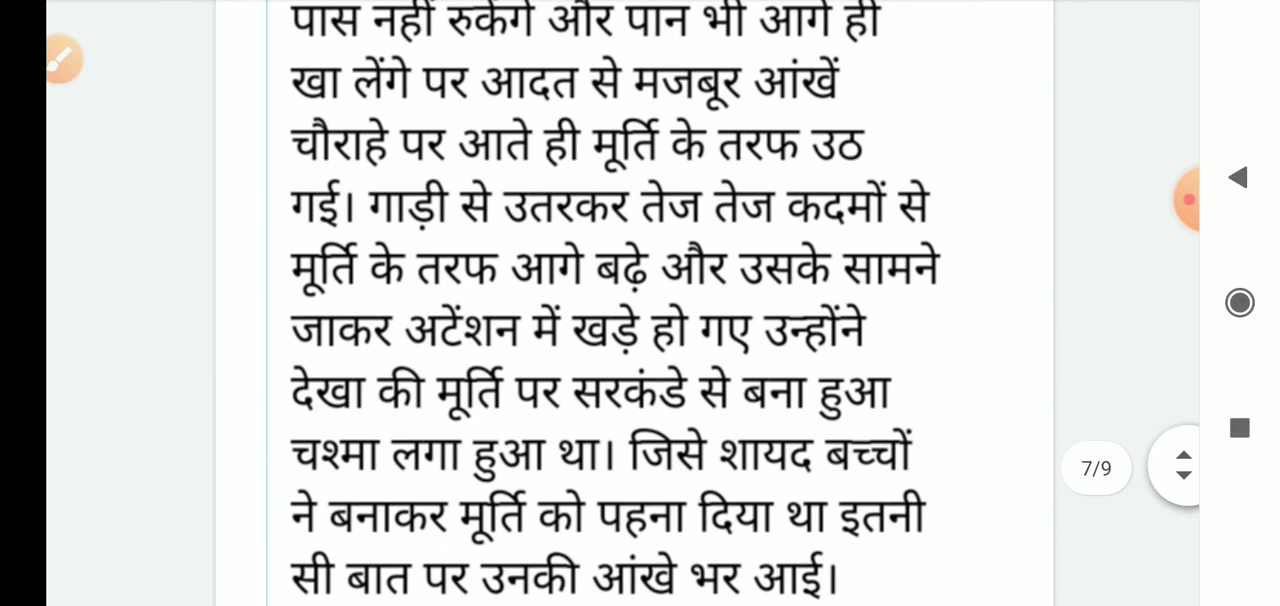 पास नहीं रुकेंगे और पान भी आगे ही
खा लेंगे पर आदत से मजबूर आंखें
चौराहे पर आते ही मूर्ति के तरफ उठ
गई। गाड़ी से उतरकर तेज तेज कदमों से
मूर्ति के तरफ आगे बढ़े और उसके सामने
जाकर अटेंशन में खड़े हो गए उन्होंने
देखा की मूर्ति पर सरकंडे से बना हुआ
चश्मा लगा हुआ था। जिसे शायद बच्चों
ने बनाकर मूर्ति को पहना दिया था इतनी
सी बात पर उनकी आंखे भर आई।
7/9